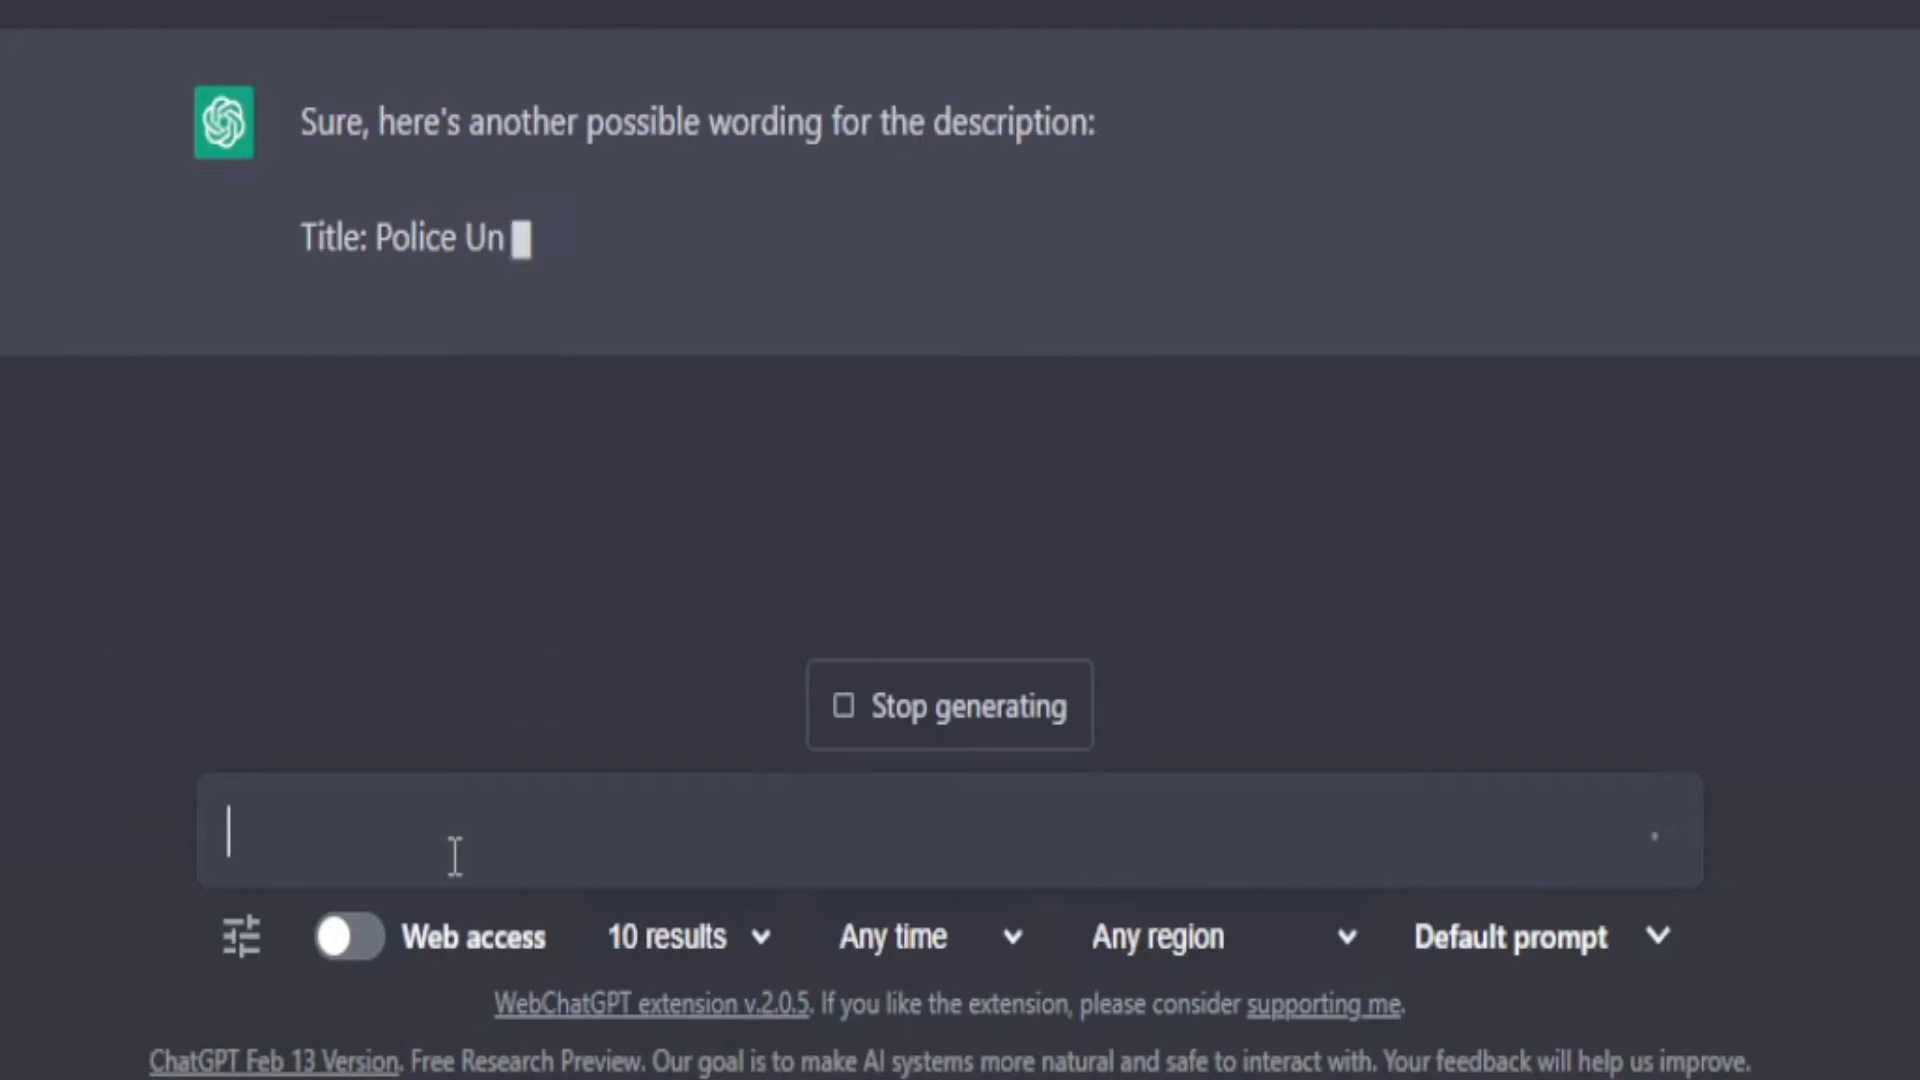 Sure, here's another possible wording for the description:
Title: Police Un
Stop generating
Web access 10 results Any time Any region Default prompt
WebChatGPT extension v.2.0.5. If you like the extension, please consider supporting me.
ChatGPT Feb 13 Version. Free Research Preview. Our goal is to make AI systems more natural and safe to interact with. Your feedback will help us improve.